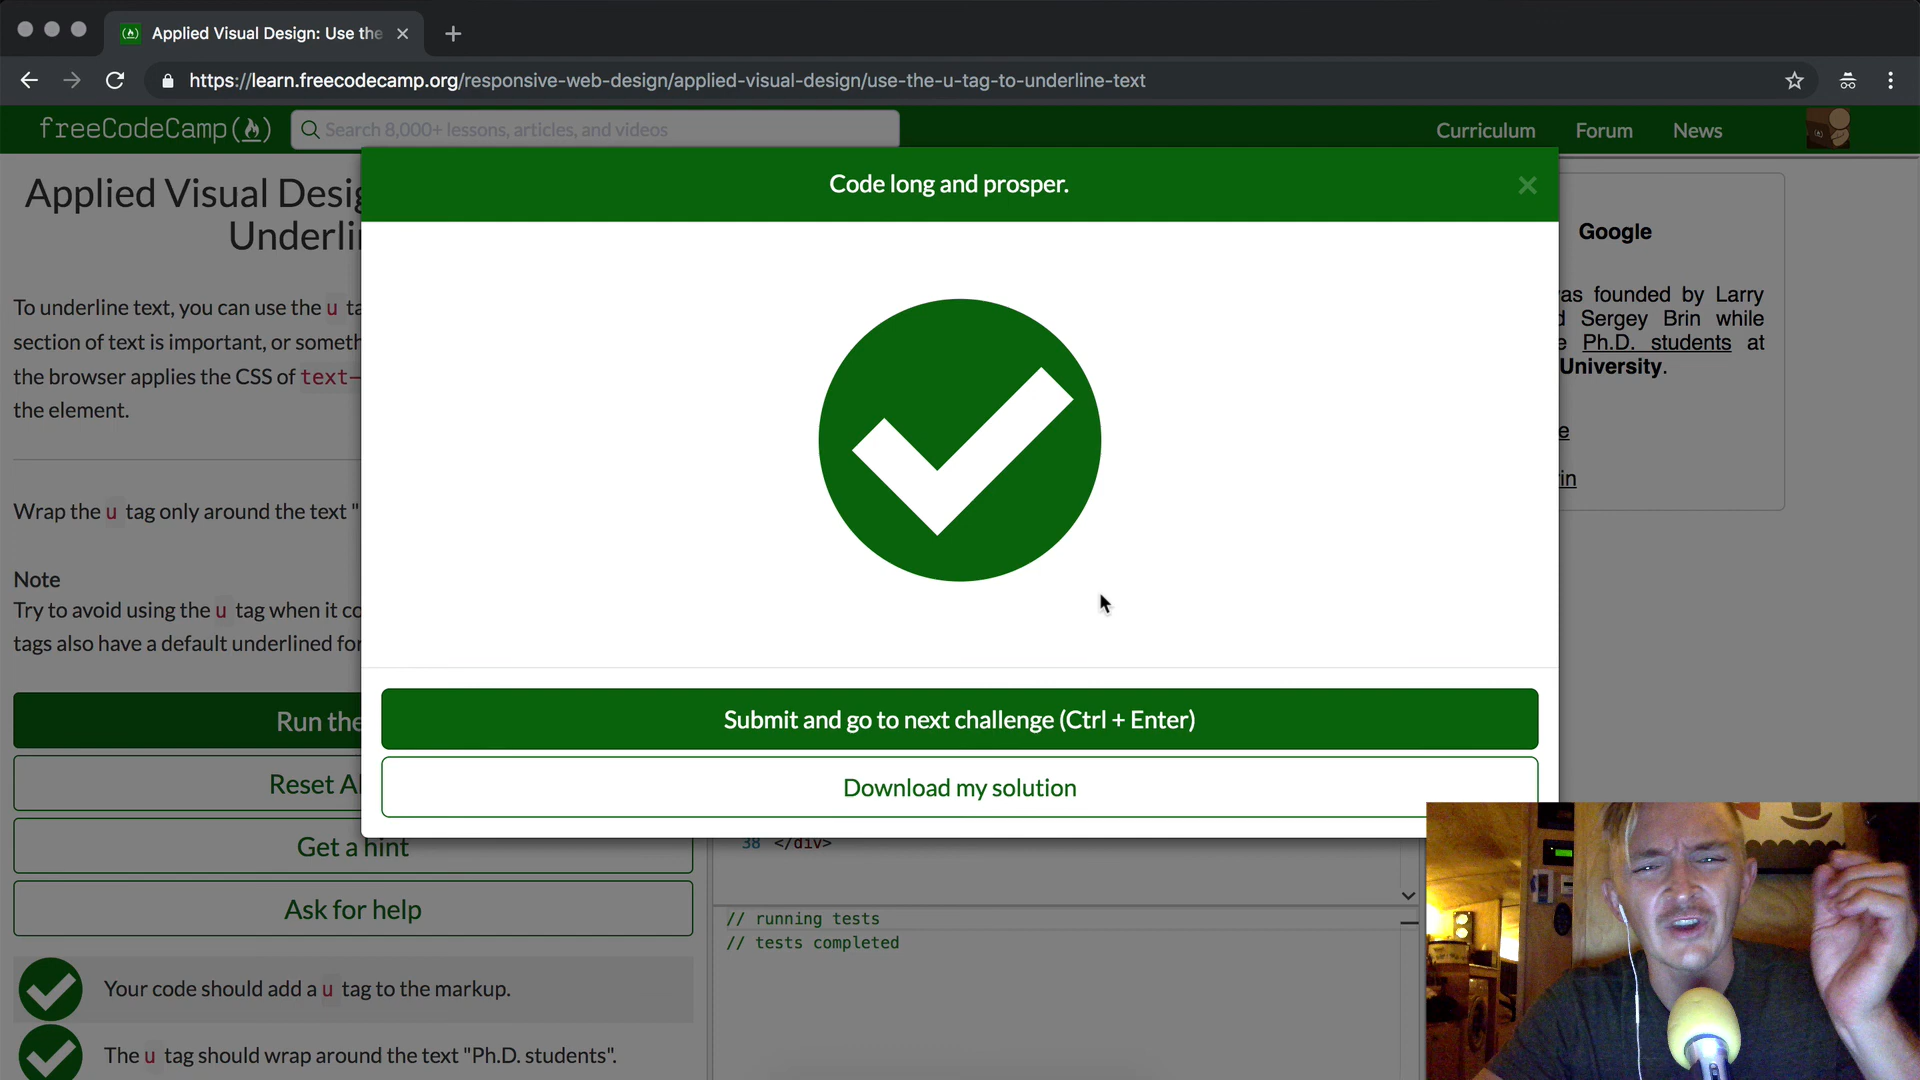 Applied Visual Design: Use the
https://learn.freecodecamp.org/responsive-web-design/applied-visual-design/use-the-u-tag-to-underline-text
freeCodeCamp
Search 8,000+ lessons, articles, and videos
Curriculum Forum News
Code long and prosper.
Applied Visual Desig
Underli
To underline text, you can use the u ta
section of text is important, or someth
the browser applies the CSS of text-
the element.
Wrap the u tag only around the text "
Note
Try to avoid using the u tag when it co
tags also have a default underlined for
Run the
Reset Al
Get a hint
Ask for help
Your code should add a u tag to the markup.
The u tag should wrap around the text "Ph.D. students".
Submit and go to next challenge (Ctrl + Enter)
Download my solution
38 </div>
// running tests
// tests completed
Google
as founded by Larry
d Sergey Brin while
e Ph.D. students at
University.
e
in